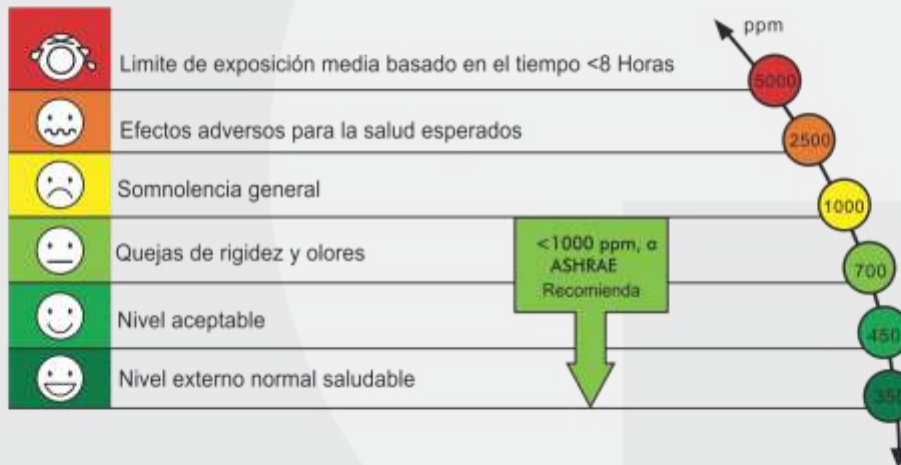 ppm
Limite de exposición media basado en el tiempo <8 Horas
5000
Efectos adversos para la salud esperados
2500
Somnolencia general
1000
Quejas de rigidez y olores
<1000 ppm, a
ASHRAE
Recomienda
700
Nivel aceptable
450
Nivel externo normal saludable
350